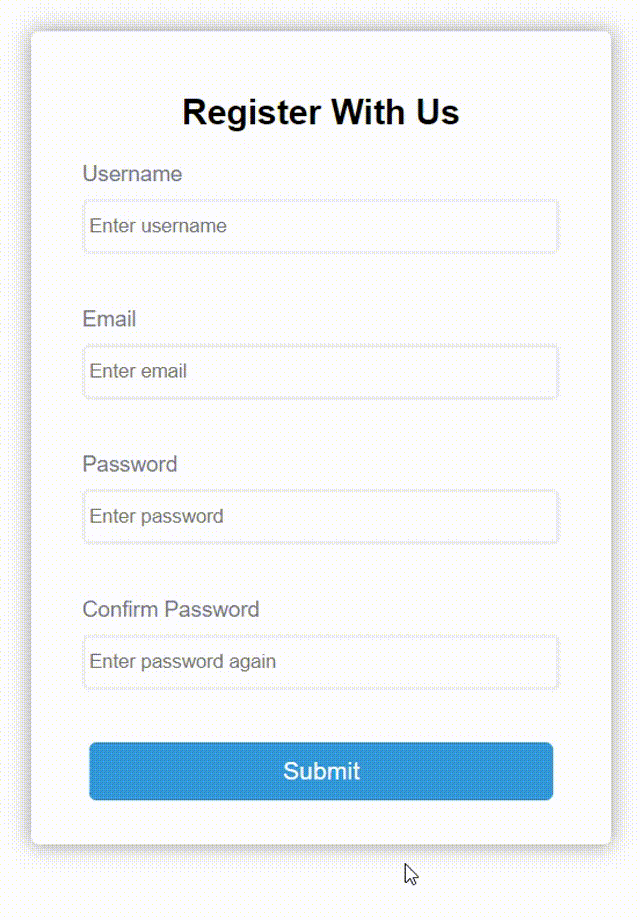 Register With Us
Username
Enter username
Email
Enter email
Password
Enter password
Confirm Password
Enter password again
Submit